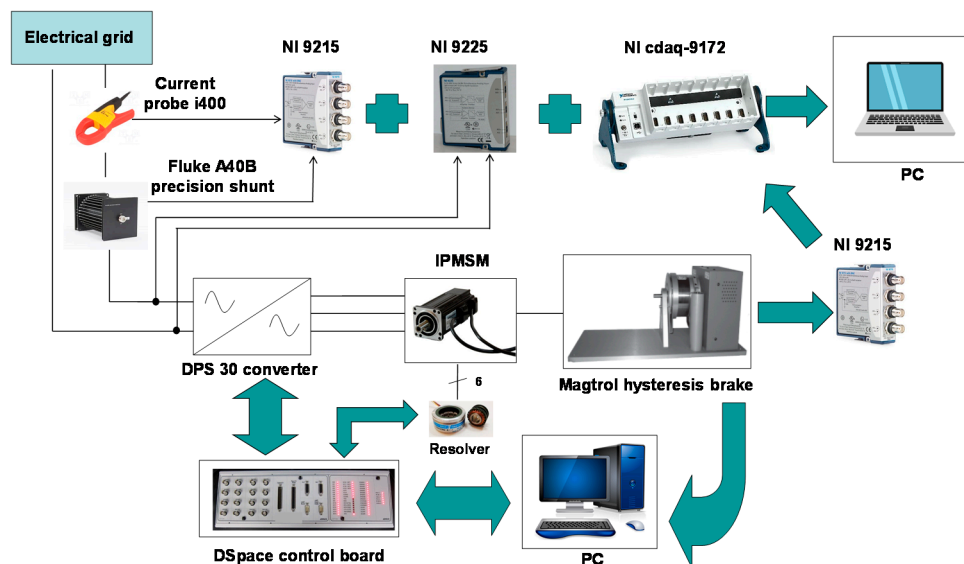 Electrical grid
NI 9215
NI 9225
NI cdaq-9172
Current
probe i400
PC
Fluke A40B
precision shunt
NI 9215
IPMSM
DPS 30 converter
6
Magtrol hysteresis brake
Resolver
DSpace control board
PC